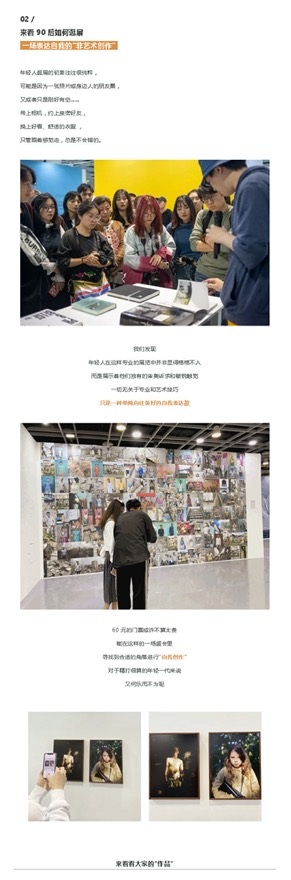 02 /
来看 90 后如何逛展
一场表达自我的“非艺术创作”
年轻人逛展的初衷往往很纯粹，
可能是因为一张照片或身边人的朋友圈，
又或者只是刚好有空……
带上相机，约上亲密好友，
换上好看、舒适的衣服，
只管跟着感觉走，总是不会错的。
我们发现
年轻人在这样专业的展览中并非显得格格不入
而是展示着他们独有的审美诉求和敏锐触觉
一切无关于专业和艺术技巧
只是一种单纯向往美好的自我表达欲
60 元的门票或许不算太贵
能在这样的一场盛会里
寻找到合适的角度进行“自我创作”
对于精打细算的年轻一代来说
又何乐而不为呢
来看看大家的“作品”